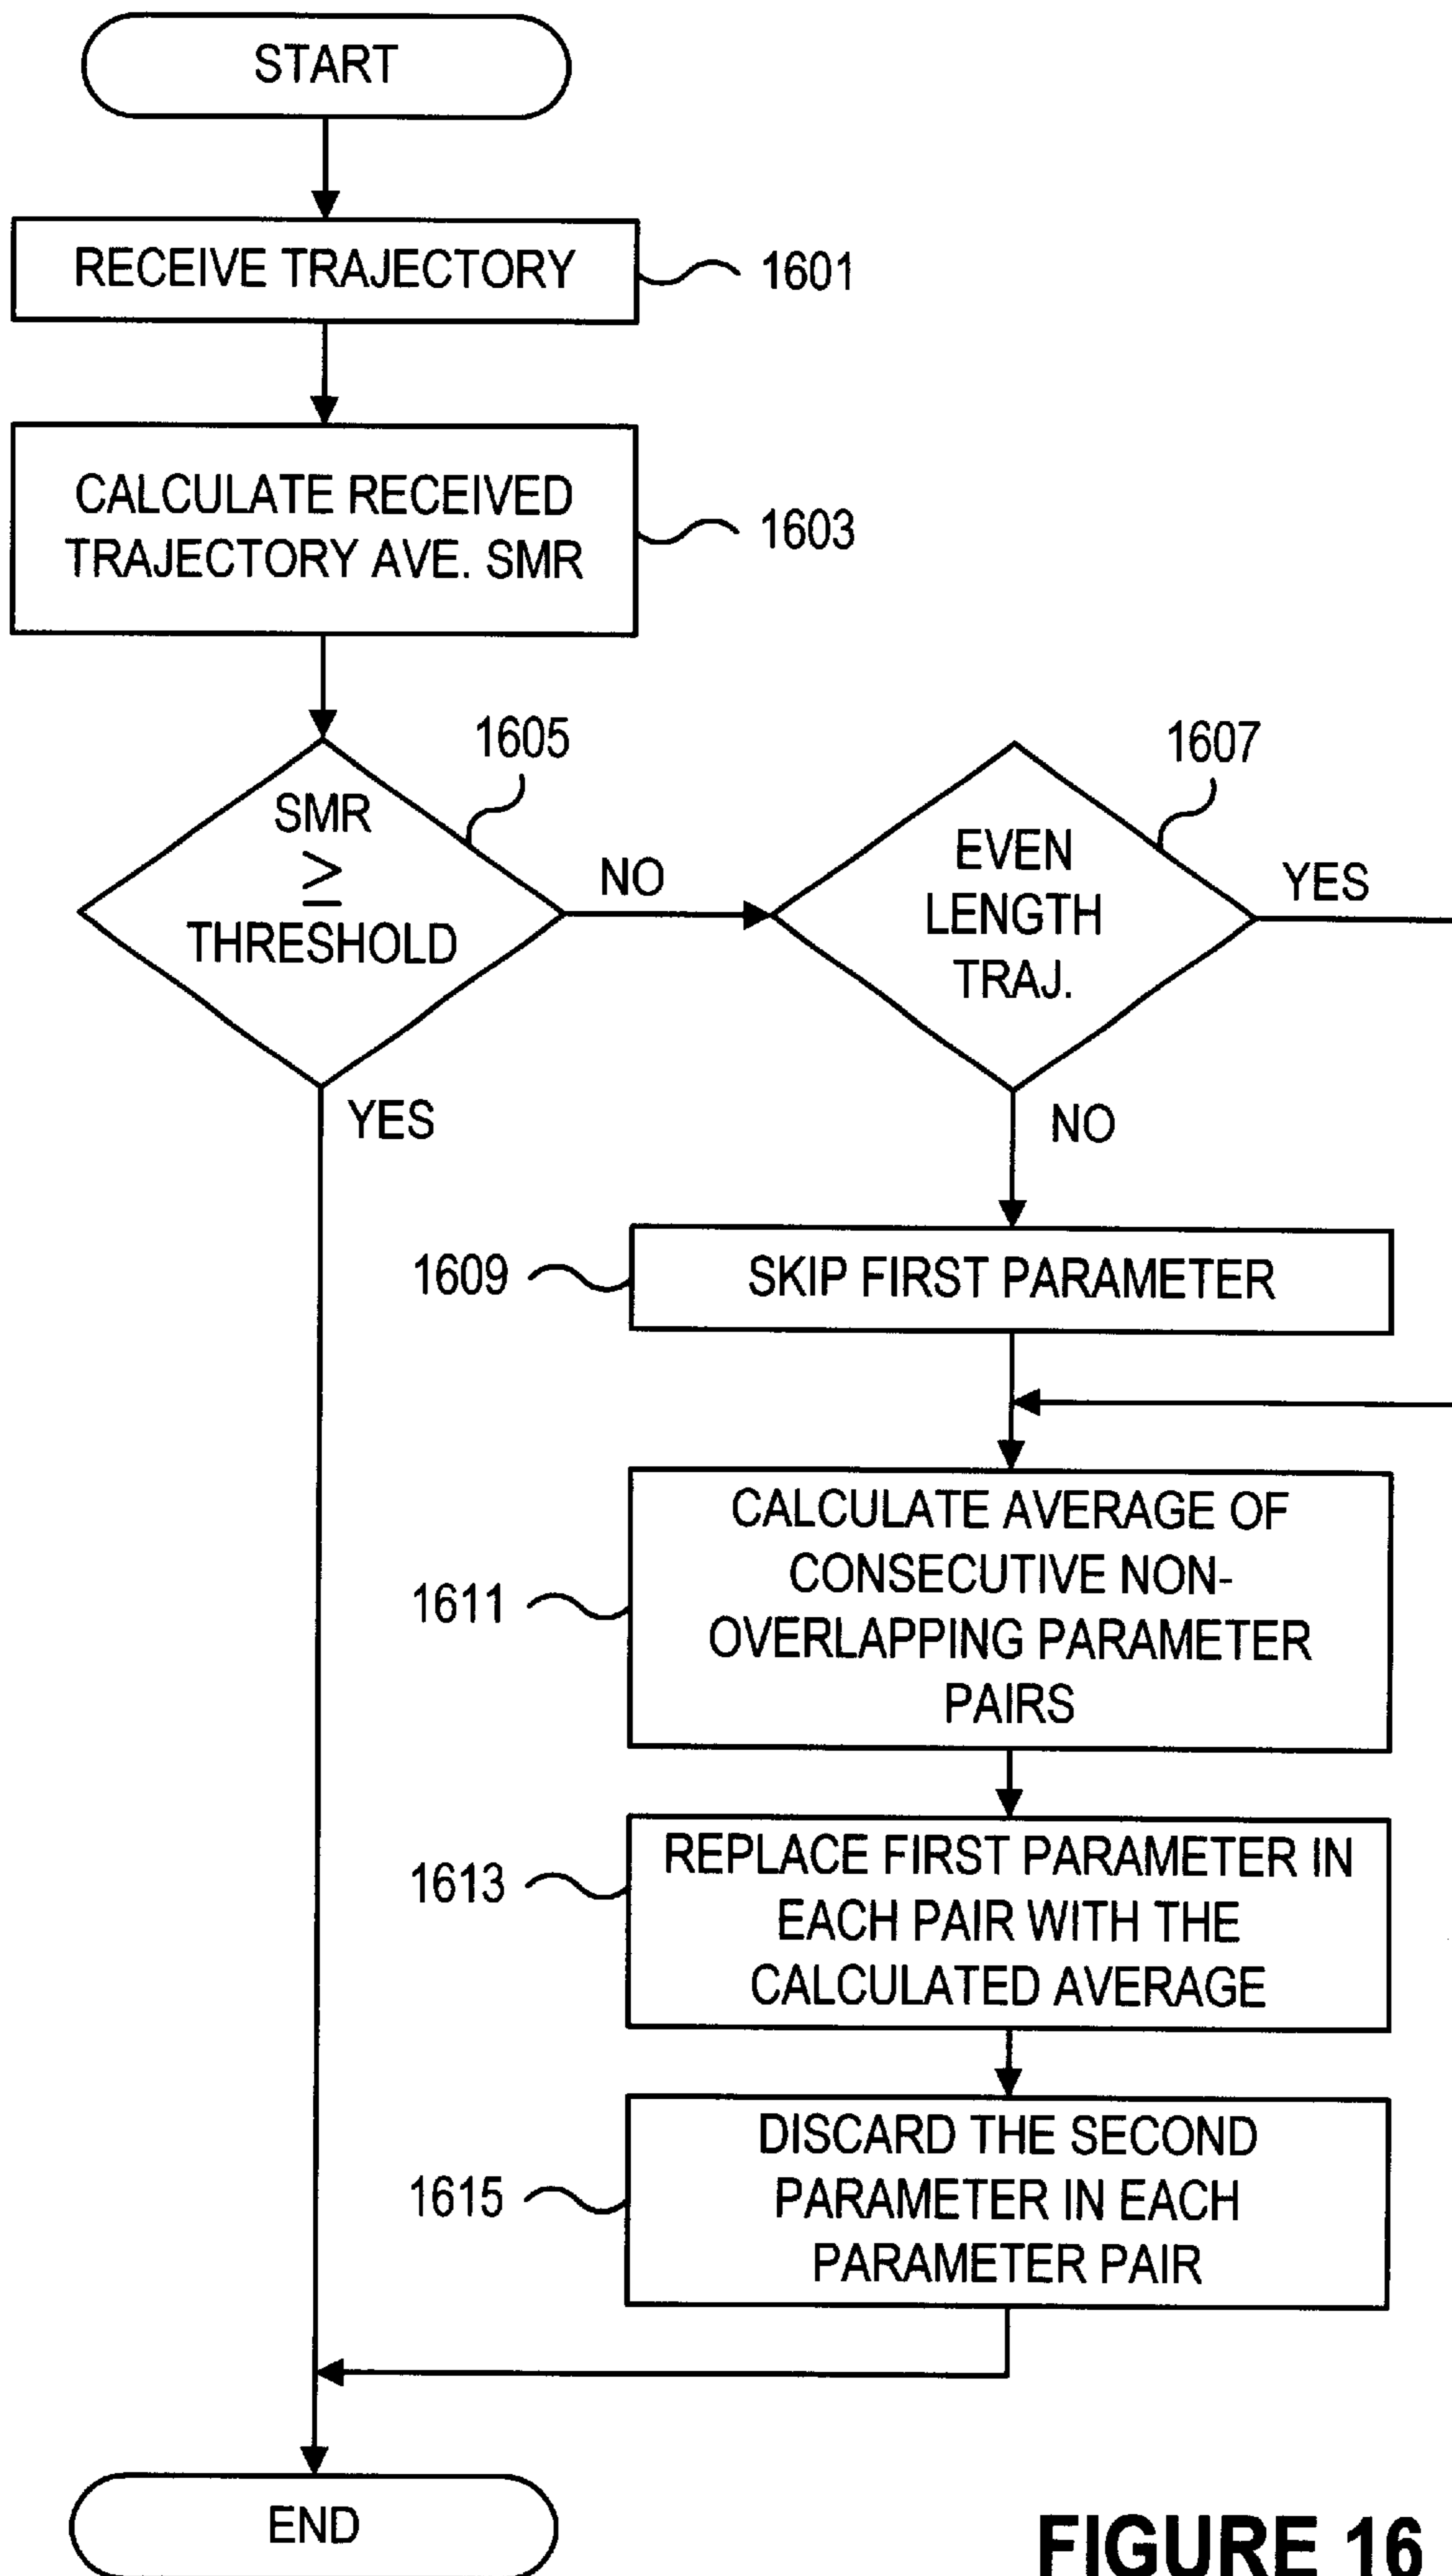 START
RECEIVE TRAJECTORY
1601
CALCULATE RECEIVED
TRAJECTORY AVE. SMR
1603
1605
SMR
≥
THRESHOLD
NO
YES
1607
EVEN
LENGTH
TRAJ.
YES
NO
1609
SKIP FIRST PARAMETER
1611
CALCULATE AVERAGE OF
CONSECUTIVE NON-
OVERLAPPING PARAMETER
PAIRS
1613
REPLACE FIRST PARAMETER IN
EACH PAIR WITH THE
CALCULATED AVERAGE
1615
DISCARD THE SECOND
PARAMETER IN EACH
PARAMETER PAIR
END
FIGURE 16